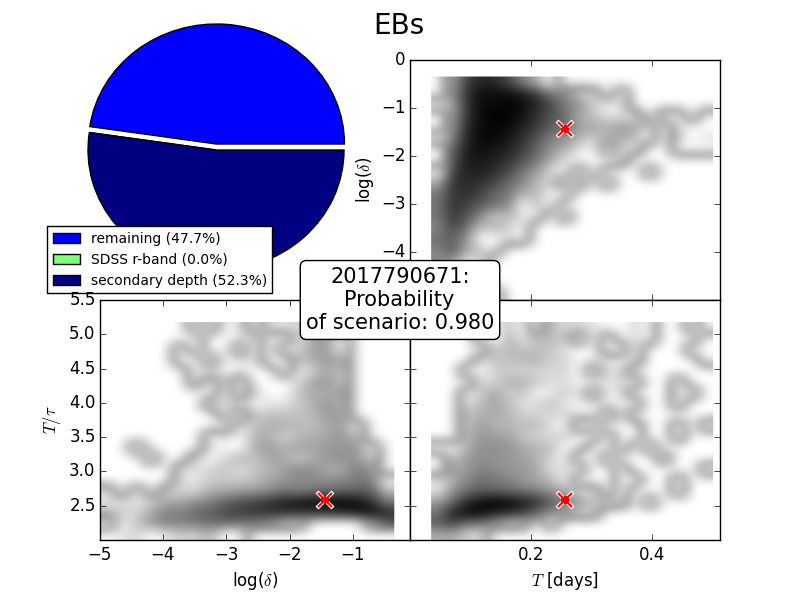 EBs
0
−1
−2
−3
−4
log(δ)
remaining (47.7%)
SDSS r-band (0.0%)
secondary depth (52.3%)
2017790671:
Probability
of scenario: 0.980
5.5
5.0
4.5
4.0
3.5
3.0
2.5
T/τ
−5 −4 −3 −2 −1
0.2 0.4
log(δ)
T [days]